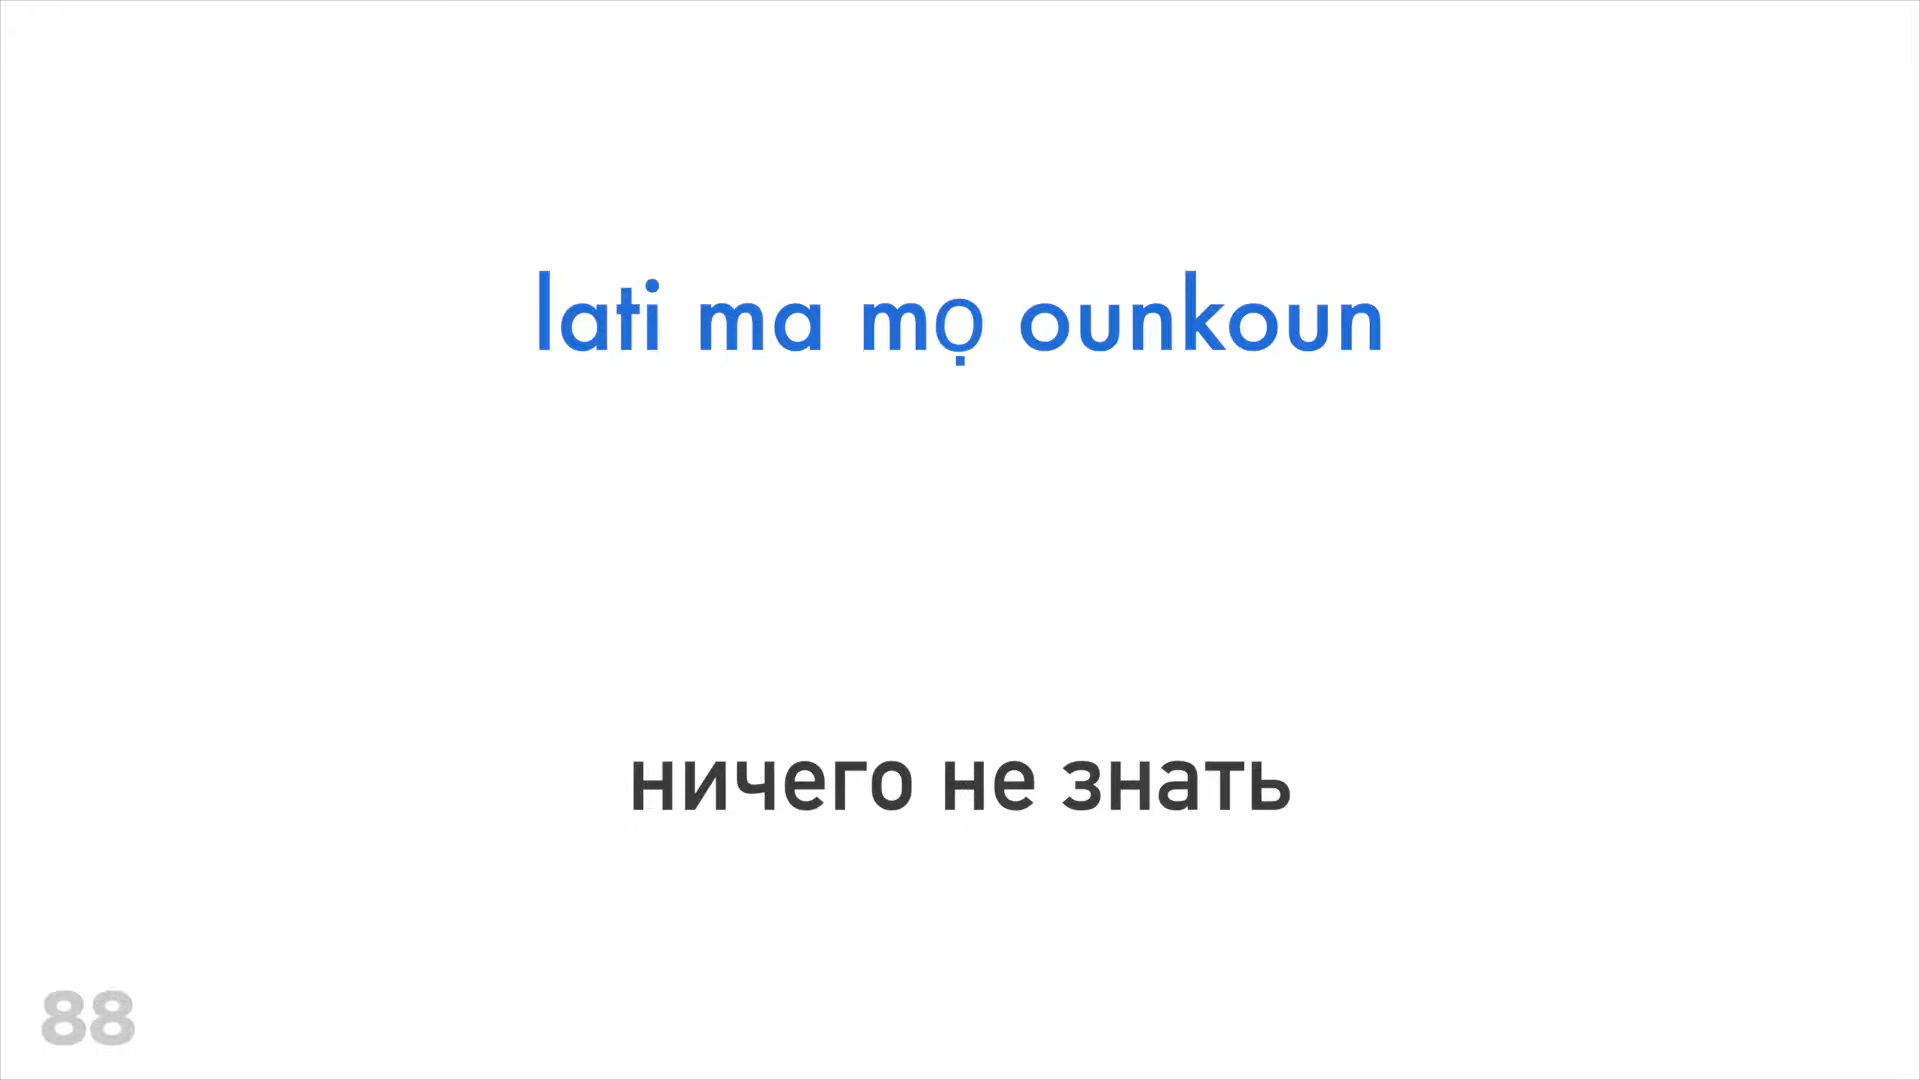 lati ma mọ ounkoun
ничего не знать
88